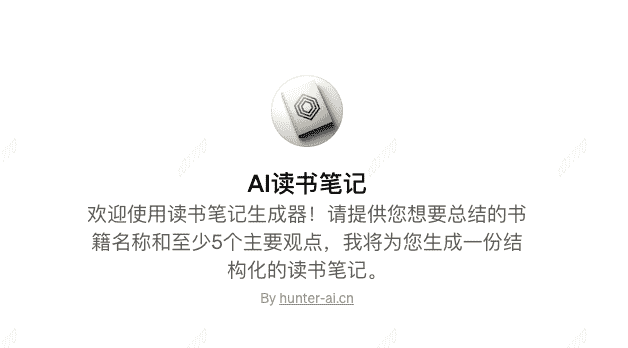 AI读书笔记
欢迎使用读书笔记生成器！请提供您想要总结的书
籍名称和至少5个主要观点，我将为您生成一份结
构化的读书笔记。
By hunter-ai.cn